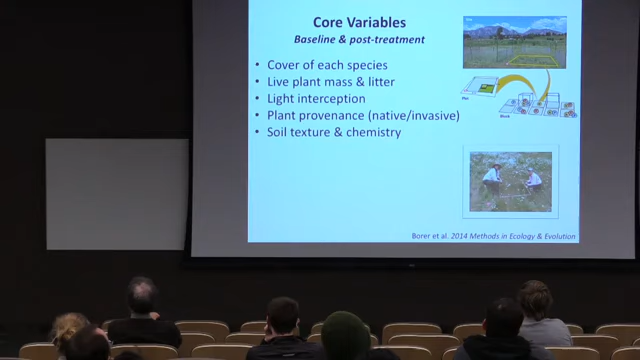 Core Variables
Baseline & post-treatment
• Cover of each species
• Live plant mass & litter
• Light interception
• Plant provenance (native/invasive)
• Soil texture & chemistry
Borer et al. 2014 Methods in Ecology & Evolution